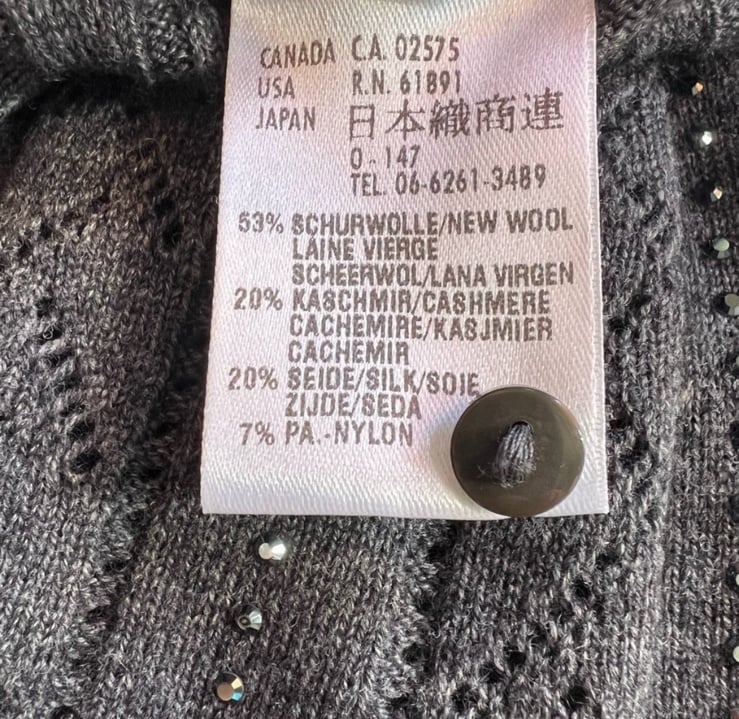 CANADA C.A. 02575
USA R.N. 61891
JAPAN 日本織商連
O-147
TEL. 06-6261-3489
53% SCHURWOLLE/NEW WOOL
LAINE VIERGE
SCHEERWOL/LANA VIRGEN
20% KASCHMIR/CASHMERE
CACHEMIRE/KASJMIER
CACHEMIR
20% SEIDE/SILK/SOIE
ZIJDE/SEDA
7% PA.-NYLON